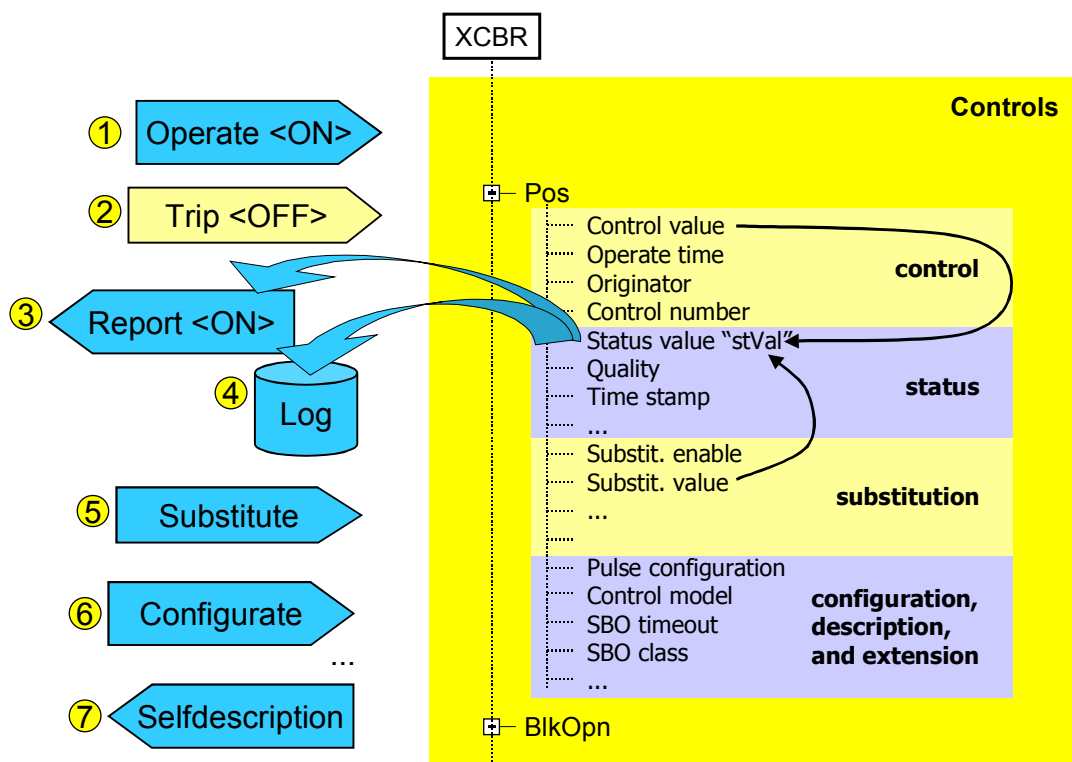 XCBR
Controls
1 Operate <ON>
2 Trip <OFF>
3 Report <ON>
4 Log
5 Substitute
6 Configurate
...
7 Selfdescription
Pos
Control value
Operate time
Originator
Control number
control
Status value “stVal”
Quality
Time stamp
...
status
Substit. enable
Substit. value
...
substitution
Pulse configuration
Control model
SBO timeout
SBO class
...
configuration,
description,
and extension
BlkOpn